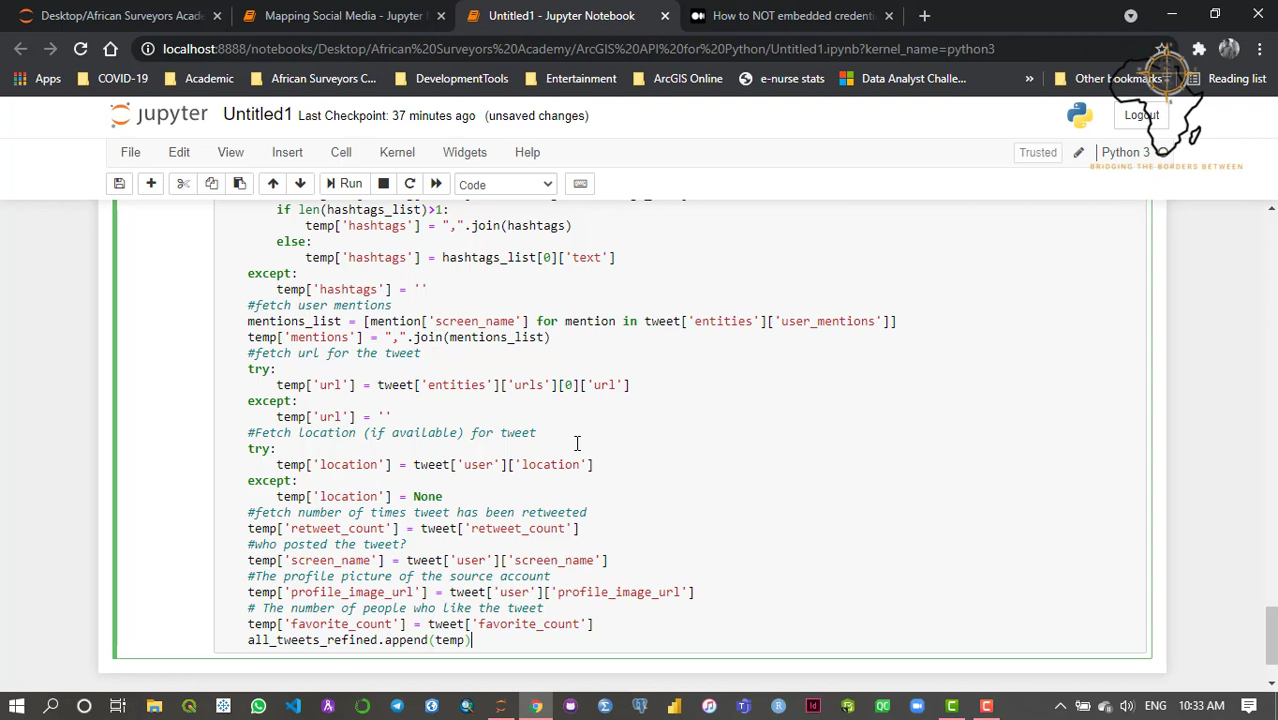 Desktop/African Surveyors Acade
Mapping Social Media - Jupyter N
Untitled1 - Jupyter Notebook
How to NOT embedded credenti
localhost:8888/notebooks/Desktop/African%20Surveyors%20Academy/ArcGIS%20API%20for%20Python/Untitled1.ipynb?kernel_name=python3
Apps
COVID-19
Academic
African Surveyors C...
DevelopmentTools
Entertainment
ArcGIS Online
e-nurse stats
Data Analyst Challe...
»
Other bookmarks
Reading list
jupyter Untitled1 Last Checkpoint: 37 minutes ago (unsaved changes)
Logout
BRIDGING THE BORDERS BETWEEN
File Edit View Insert Cell Kernel Widgets Help
Trusted
Python 3
Run
Code
if len(hashtags_list)>1:
temp['hashtags'] = ",".join(hashtags)
else:
temp['hashtags'] = hashtags_list[0]['text']
except:
temp['hashtags'] = ''
#fetch user mentions
mentions_list = [mention['screen_name'] for mention in tweet['entities']['user_mentions']]
temp['mentions'] = ",".join(mentions_list)
#fetch url for the tweet
try:
temp['url'] = tweet['entities']['urls'][0]['url']
except:
temp['url'] = ''
#Fetch location (if available) for tweet
try:
temp['location'] = tweet['user']['location']
except:
temp['location'] = None
#fetch number of times tweet has been retweeted
temp['retweet_count'] = tweet['retweet_count']
#who posted the tweet?
temp['screen_name'] = tweet['user']['screen_name']
#The profile picture of the source account
temp['profile_image_url'] = tweet['user']['profile_image_url']
# The number of people who like the tweet
temp['favorite_count'] = tweet['favorite_count']
all_tweets_refined.append(temp)
ENG 10:33 AM